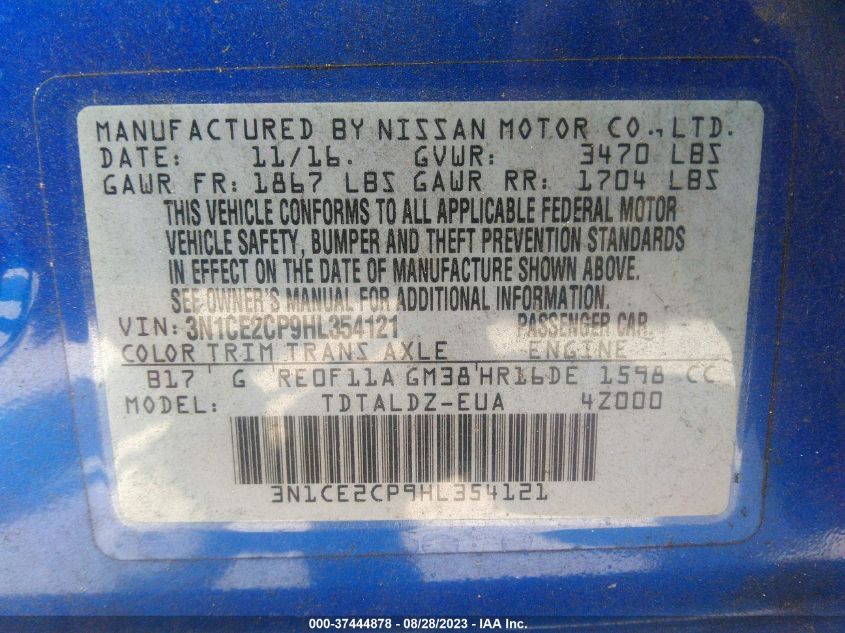 MANUFACTURED BY NISSAN MOTOR CO., LTD.
DATE: 11/16. GVWR: 3470 LBS
GAWR FR: 1867 LBS GAWR RR: 1704 LBS
THIS VEHICLE CONFORMS TO ALL APPLICABLE FEDERAL MOTOR
VEHICLE SAFETY, BUMPER AND THEFT PREVENTION STANDARDS
IN EFFECT ON THE DATE OF MANUFACTURE SHOWN ABOVE.
SEE OWNER'S MANUAL FOR ADDITIONAL INFORMATION.
VIN: 3N1CE2CP9HL354121 PASSENGER CAR
COLOR TRIM TRANS AXLE ENGINE
B17 G RE0F11A GM38 HR16DE 1598 CC
MODEL: TDTALDZ-EUA 4Z000
3N1CE2CP9HL354121
000-37444878 - 08/28/2023 - IAA Inc.